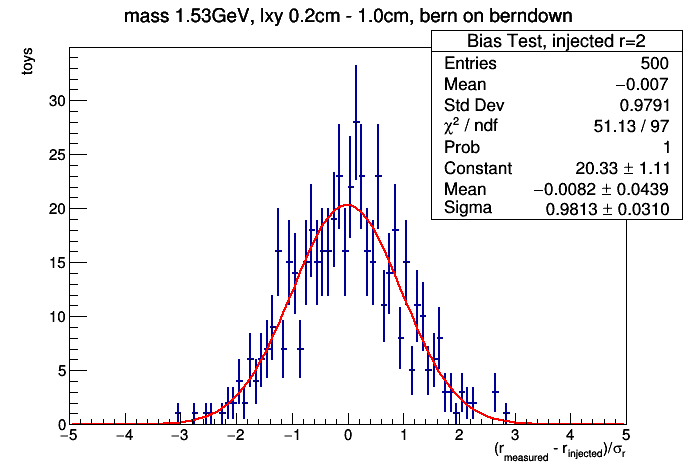 mass 1.53GeV, lxy 0.2cm - 1.0cm, bern on berndown
Bias Test, injected r=2
Entries 500
Mean −0.007
Std Dev 0.9791
χ² / ndf 51.13 / 97
Prob 1
Constant 20.33 ± 1.11
Mean −0.0082 ± 0.0439
Sigma 0.9813 ± 0.0310
toys
30
25
20
15
10
5
0
−5 −4 −3 −2 −1 0 1 2 3 4 5
(r_measured - r_injected)/σ_r